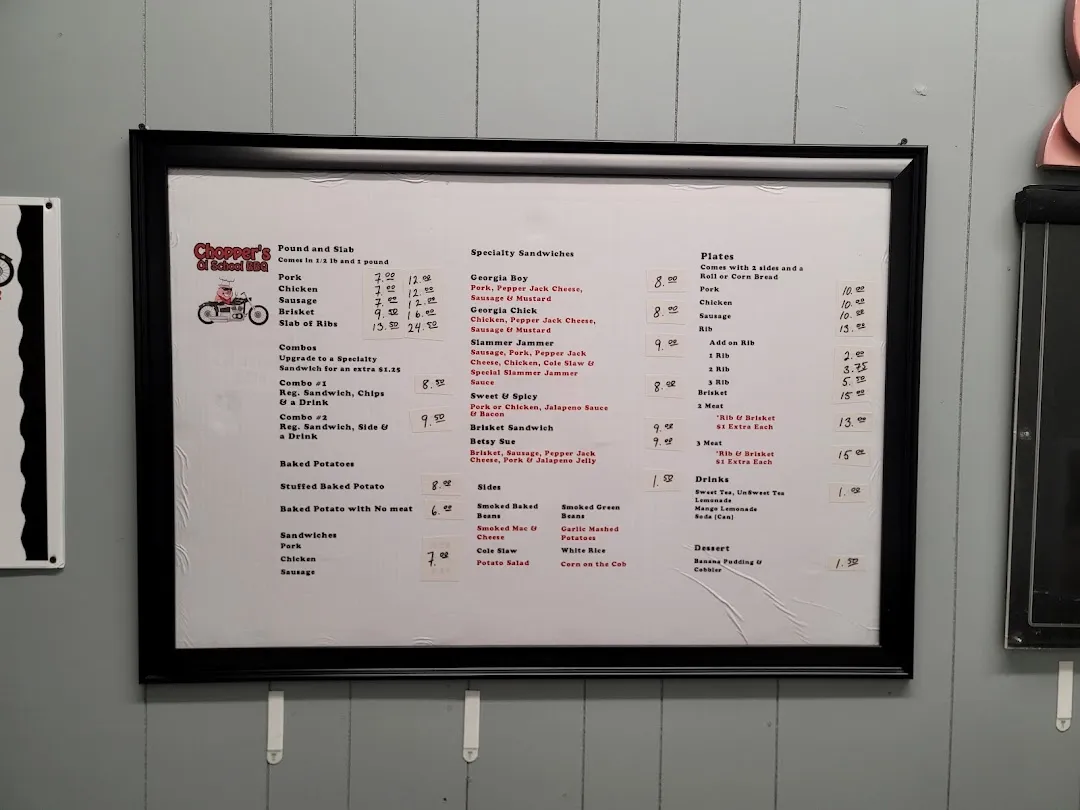 Chopper's
Ol School BBQ
Pound and Slab
Comes in 1/2 lb and 1 pound
Pork 7.00 12.00
Chicken 7.00 12.00
Sausage 7.00 12.00
Brisket 9.50 16.00
Slab of Ribs 13.50 24.50
Combos
Upgrade to a Specialty
Sandwich for an extra $1.25
Combo #1 8.50
Reg. Sandwich, Chips
& a Drink
Combo #2 9.50
Reg. Sandwich, Side &
a Drink
Baked Potatoes
Stuffed Baked Potato 8.00
Baked Potato with No meat 6.00
Sandwiches
Pork
Chicken 7.00
Sausage
Specialty Sandwiches
Georgia Boy 8.00
Pork, Pepper Jack Cheese,
Sausage & Mustard
Georgia Chick 8.00
Chicken, Pepper Jack Cheese,
Sausage & Mustard
Slammer Jammer 9.00
Sausage, Pork, Pepper Jack
Cheese, Chicken, Cole Slaw &
Special Slammer Jammer
Sauce
Sweet & Spicy 8.00
Pork or Chicken, Jalapeno Sauce
& Bacon
Brisket Sandwich 9.00
Betsy Sue 9.00
Brisket, Sausage, Pepper Jack
Cheese, Pork & Jalapeno Jelly
Sides 1.50
Smoked Baked
Beans
Smoked Green
Beans
Smoked Mac &
Cheese
Garlic Mashed
Potatoes
Cole Slaw
White Rice
Potato Salad
Corn on the Cob
Plates
Comes with 2 sides and a
Roll or Corn Bread
Pork 10.00
Chicken 10.00
Sausage 10.50
Rib 13.00
Add on Rib
1 Rib 2.00
2 Rib 3.75
3 Rib 5.50
Brisket 15.00
2 Meat
*Rib & Brisket 13.00
$1 Extra Each
3 Meat
*Rib & Brisket 15.00
$1 Extra Each
Drinks
Sweet Tea, UnSweet Tea 1.00
Lemonade
Mango Lemonade
Soda (Can)
Dessert
Banana Pudding & 1.50
Cobbler